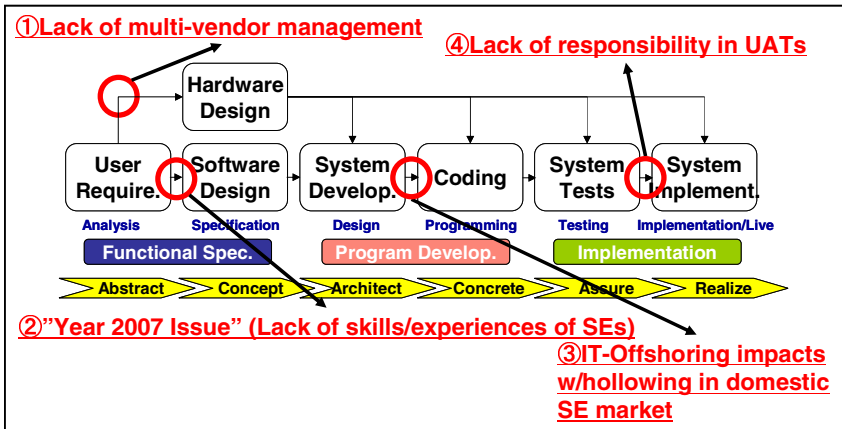 ①Lack of multi-vendor management
④Lack of responsibility in UATs
Hardware
Design
User
Require.
Software
Design
System
Develop.
Coding
System
Tests
System
Implement.
Analysis
Specification
Design
Programming
Testing
Implementation/Live
Functional Spec.
Program Develop.
Implementation
Abstract
Concept
Architect
Concrete
Assure
Realize
②”Year 2007 Issue” (Lack of skills/experiences of SEs)
③IT-Offshoring impacts
w/hollowing in domestic
SE market